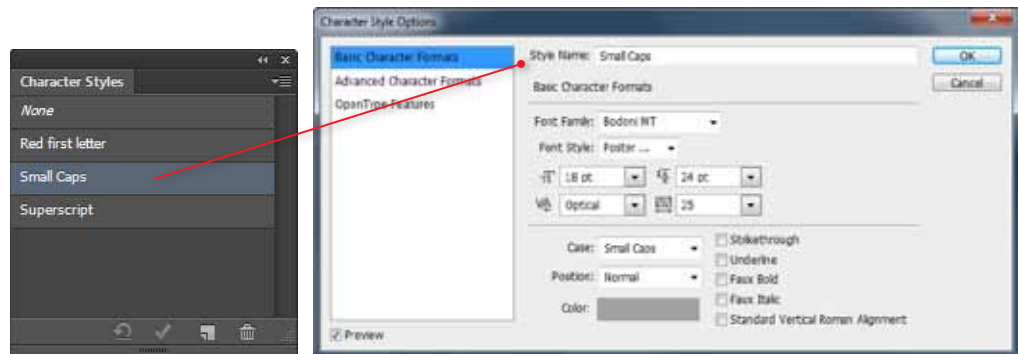 Character Styles
None
Red first letter
Small Caps
Superscript
Character Style Options
Basic Character Formats
Advanced Character Formats
OpenType Features
Preview
Style Name: Small Caps
Basic Character Formats
Font Family: Bodoni MT
Font Style: Poster ...
18 pt 24 pt
Optical 25
Case: Small Caps
Position: Normal
Color:
Strikethrough
Underline
Faux Bold
Faux Italic
Standard Vertical Roman Alignment
OK
Cancel